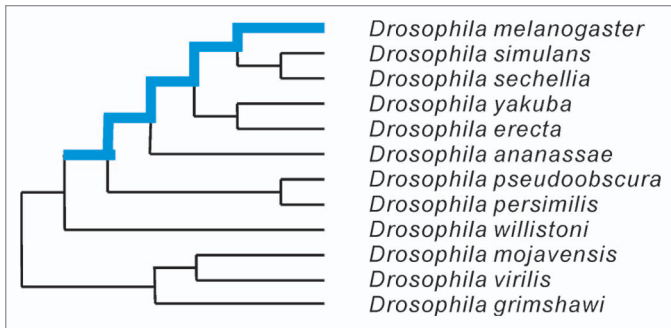 Drosophila melanogaster
Drosophila simulans
Drosophila sechellia
Drosophila yakuba
Drosophila erecta
Drosophila ananassae
Drosophila pseudoobscura
Drosophila persimilis
Drosophila willistoni
Drosophila mojavensis
Drosophila virilis
Drosophila grimshawi